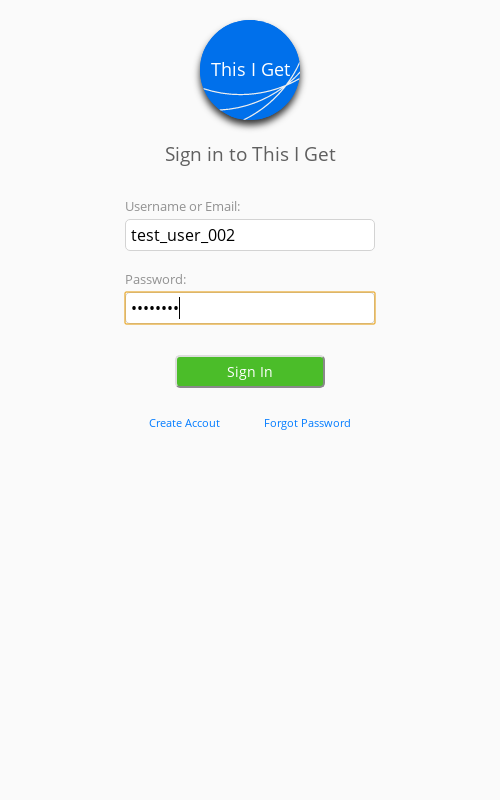 This I Get
Sign in to This I Get
Username or Email:
test_user_002
Password:
••••••••
Sign In
Create Accout
Forgot Password